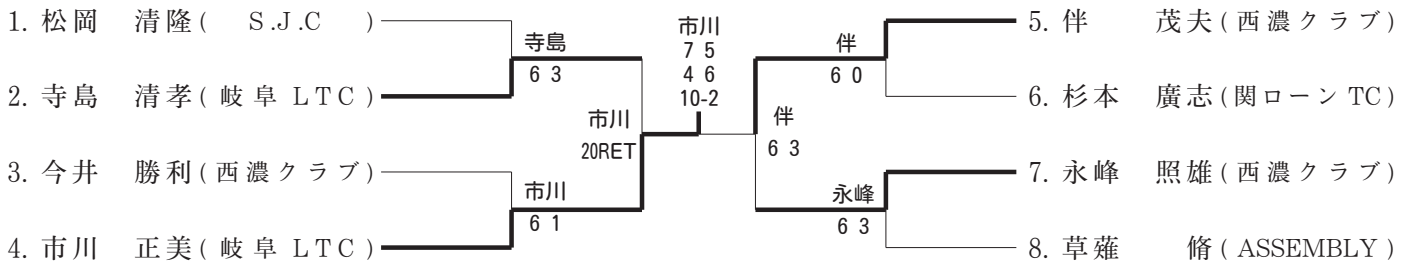 1. 松岡 清隆( S.J.C )
2. 寺島 清孝( 岐阜 LTC )
3. 今井 勝利(西濃クラブ)
4. 市川 正美( 岐阜 LTC )
寺島
6 3
市川
6 1
市川
20RET
市川
7 5
4 6
10-2
伴
6 0
伴
6 3
永峰
6 3
5. 伴 茂夫(西濃クラブ)
6. 杉本 廣志(関ローン TC)
7. 永峰 照雄(西濃クラブ)
8. 草薙 脩( ASSEMBLY )